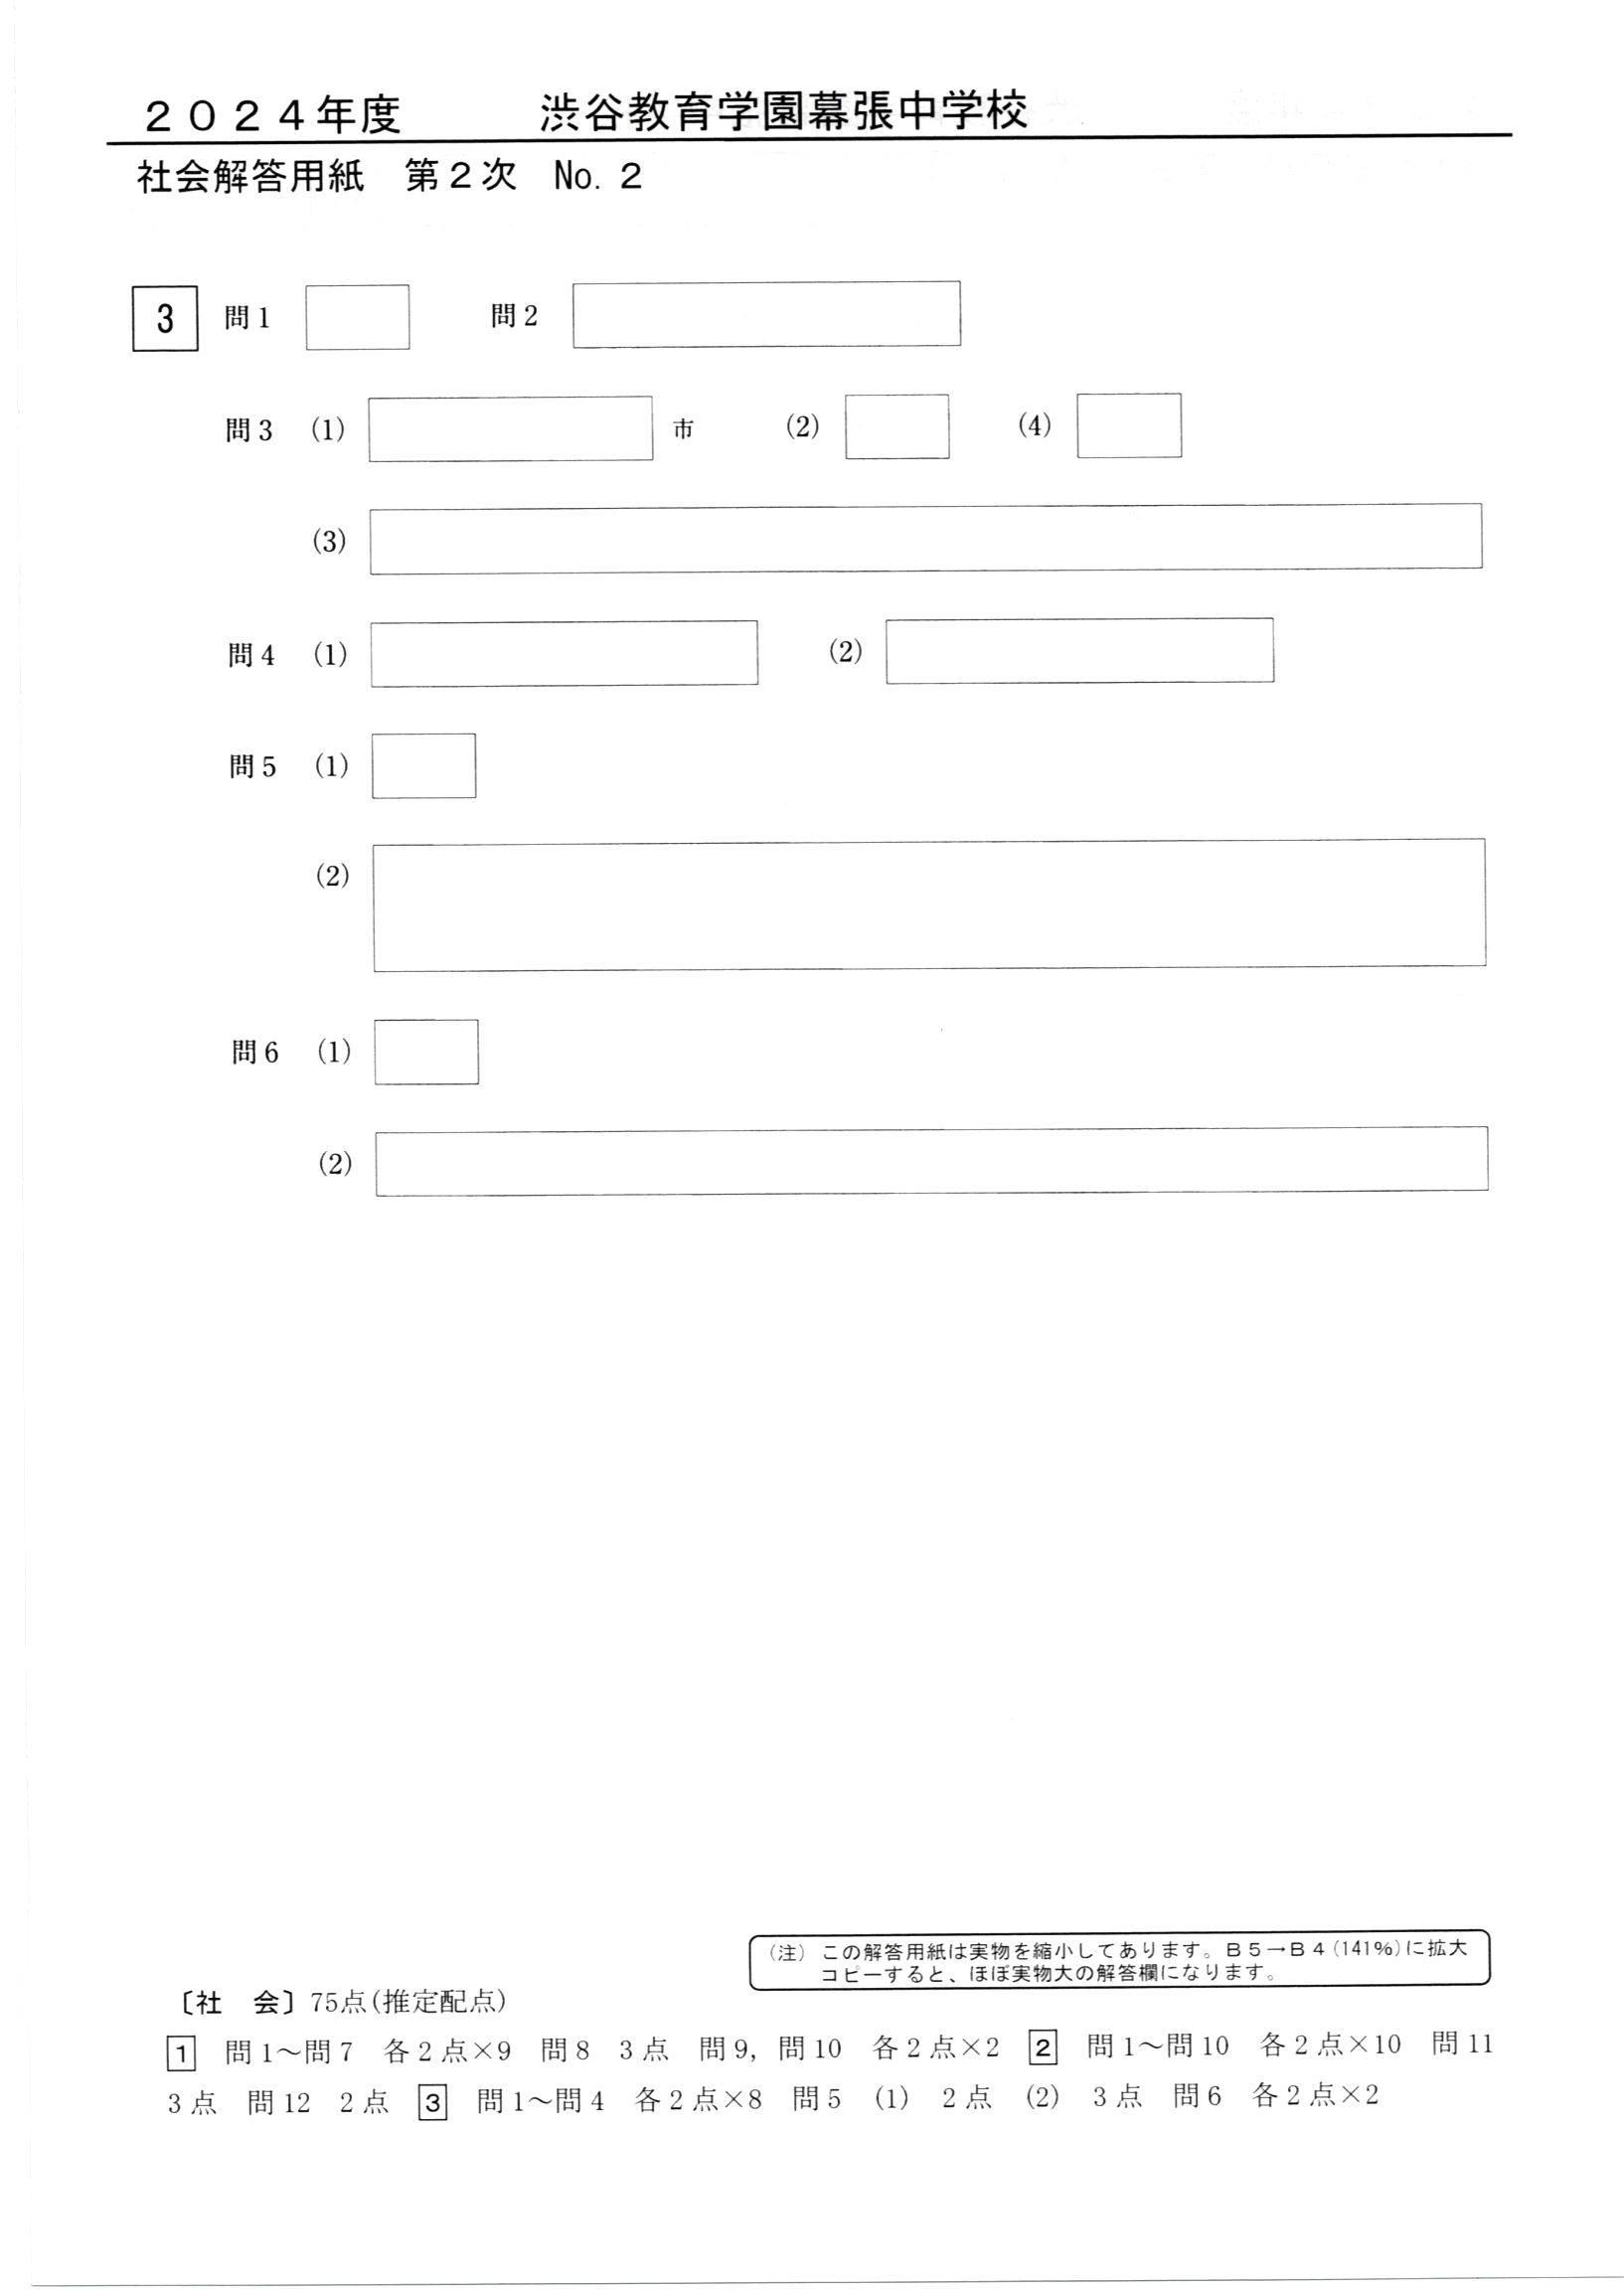 2024年度 渋谷教育学園幕張中学校
社会解答用紙 第2次 No.2
3 問1 問2
問3 (1) 市 (2) (4)
(3)
問4 (1) (2)
問5 (1)
(2)
問6 (1)
(2)
(注) この解答用紙は実物を縮小してあります。B5→B4(141%)に拡大
コピーすると、ほぼ実物大の解答欄になります。
〔社 会〕75点(推定配点)
1 問1〜問7 各2点×9 問8 3点 問9, 問10 各2点×2 2 問1〜問10 各2点×10 問11
3点 問12 2点 3 問1〜問4 各2点×8 問5 (1) 2点 (2) 3点 問6 各2点×2